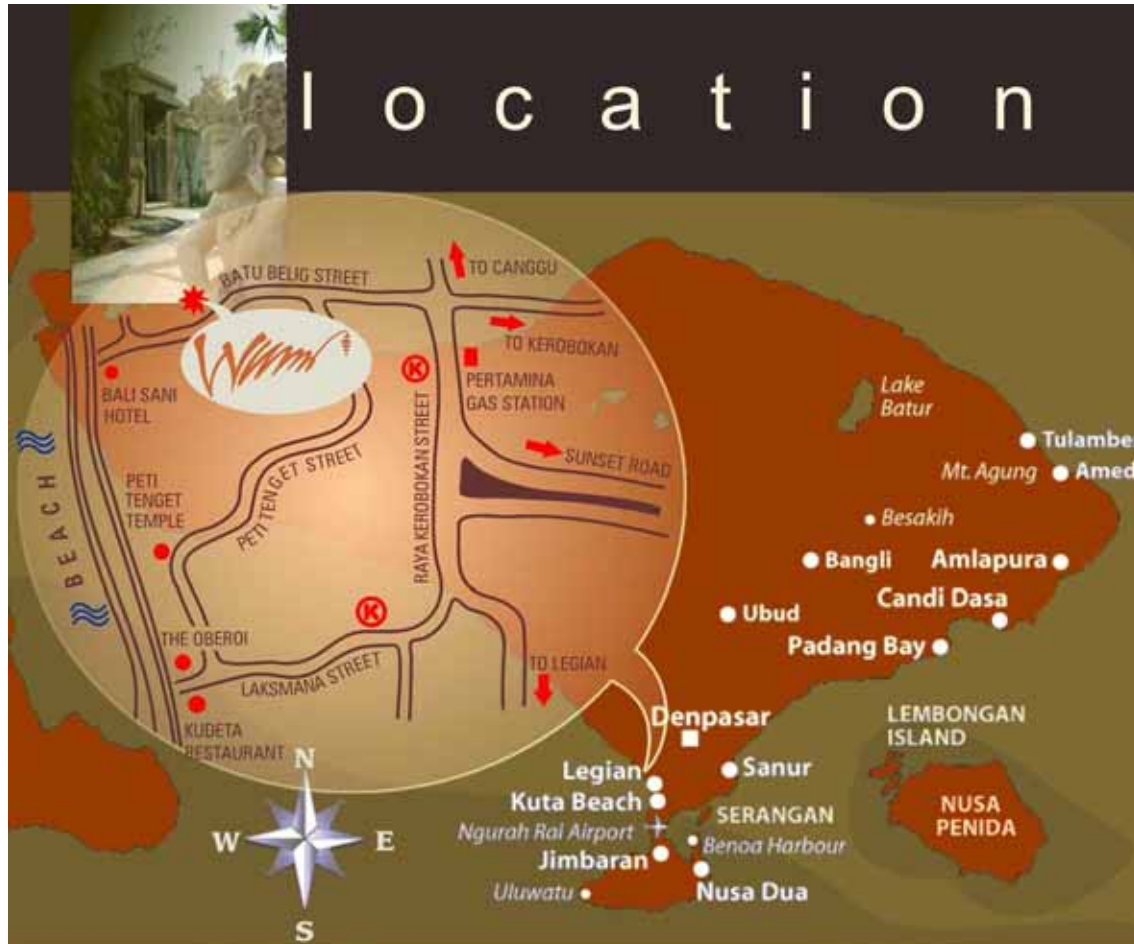 location
BATU BELIG STREET
TO CANGGU
TO KEROBOKAN
K
PERTAMINA
GAS STATION
BALI SANI
HOTEL
RAYA KEROBOKAN STREET
SUNSET ROAD
PETI TENGET STREET
PETI
TENGET
TEMPLE
BEACH
K
THE OBEROI
LAKSMANA STREET
TO LEGIAN
KUDETA
RESTAURANT
N
W
E
S
Lake
Batur
Tulambe
Mt. Agung
Amed
Besakih
Bangli
Amlapura
Candi Dasa
Ubud
Padang Bay
Denpasar
LEMBONGAN
ISLAND
Legian
Sanur
Kuta Beach
SERANGAN
NUSA
PENIDA
Ngurah Rai Airport
Benoa Harbour
Jimbaran
Uluwatu
Nusa Dua